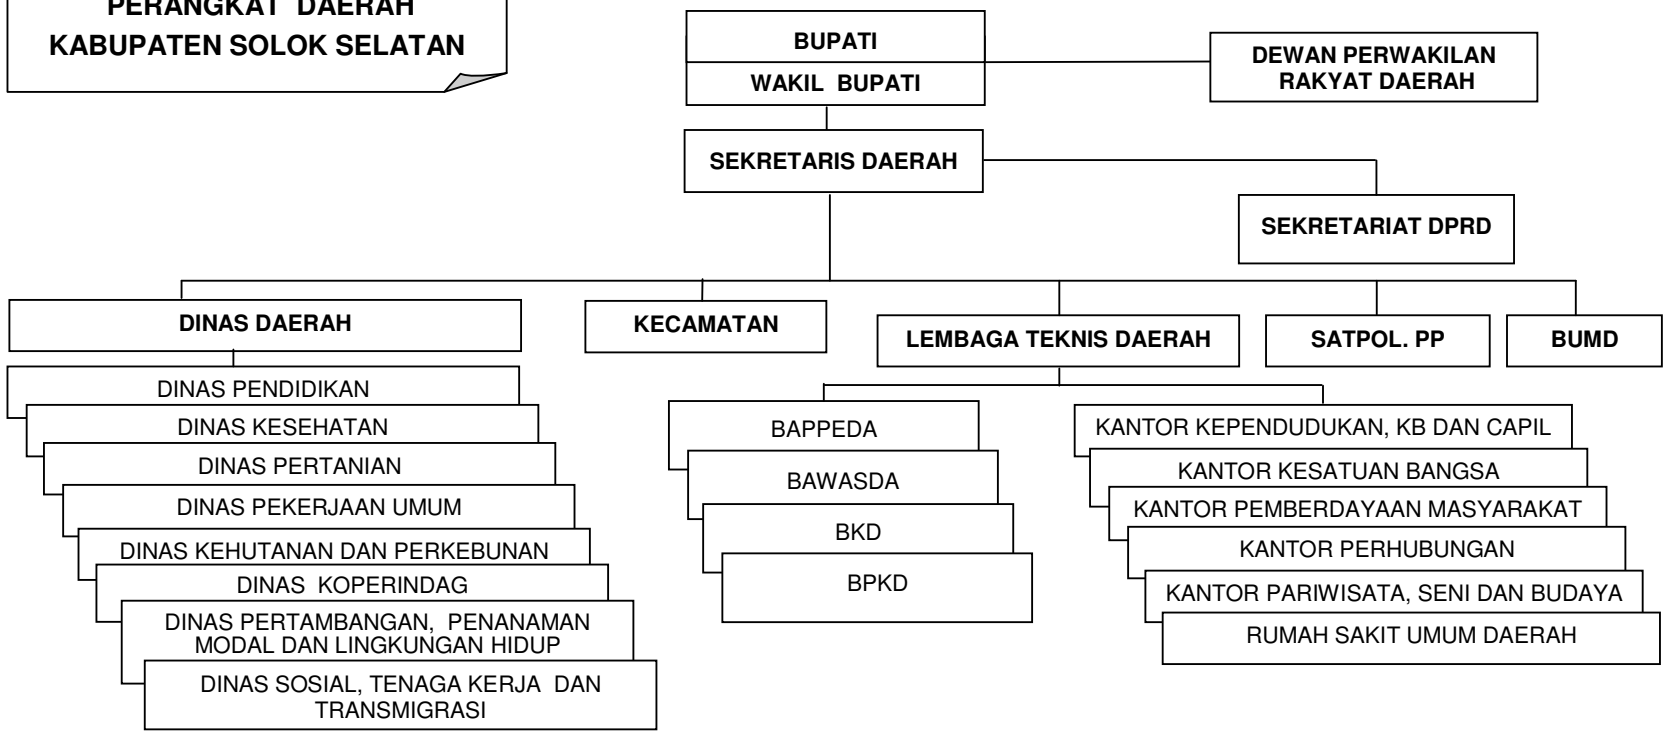 PERANGKAT DAERAH
KABUPATEN SOLOK SELATAN
BUPATI
WAKIL BUPATI
DEWAN PERWAKILAN
RAKYAT DAERAH
SEKRETARIS DAERAH
SEKRETARIAT DPRD
DINAS DAERAH
KECAMATAN
LEMBAGA TEKNIS DAERAH
SATPOL. PP
BUMD
DINAS PENDIDIKAN
DINAS KESEHATAN
DINAS PERTANIAN
DINAS PEKERJAAN UMUM
DINAS KEHUTANAN DAN PERKEBUNAN
DINAS KOPERINDAG
DINAS PERTAMBANGAN, PENANAMAN
MODAL DAN LINGKUNGAN HIDUP
DINAS SOSIAL, TENAGA KERJA DAN
TRANSMIGRASI
BAPPEDA
BAWASDA
BKD
BPKD
KANTOR KEPENDUDUKAN, KB DAN CAPIL
KANTOR KESATUAN BANGSA
KANTOR PEMBERDAYAAN MASYARAKAT
KANTOR PERHUBUNGAN
KANTOR PARIWISATA, SENI DAN BUDAYA
RUMAH SAKIT UMUM DAERAH